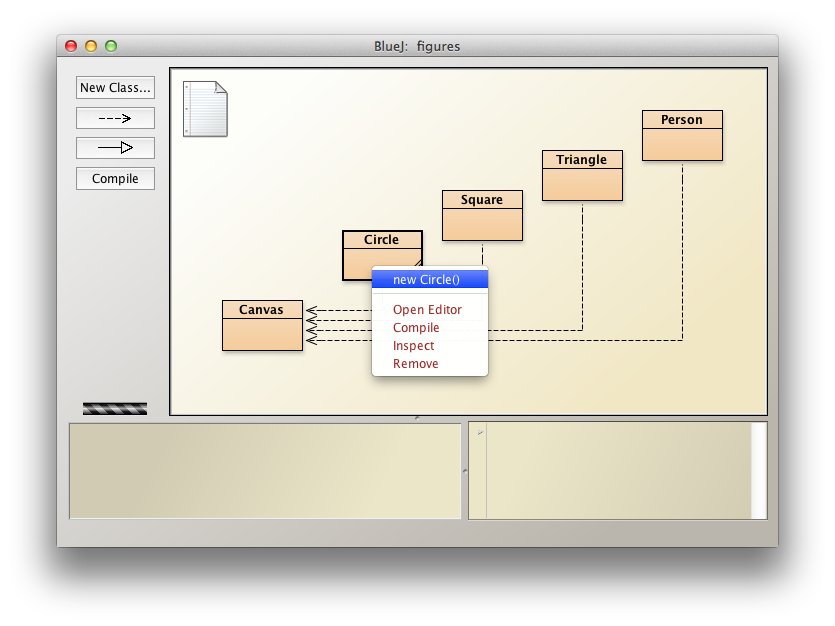 BlueJ:  figures
New Class...
Compile
Person
Triangle
Square
Circle
Canvas
new Circle()
Open Editor
Compile
Inspect
Remove